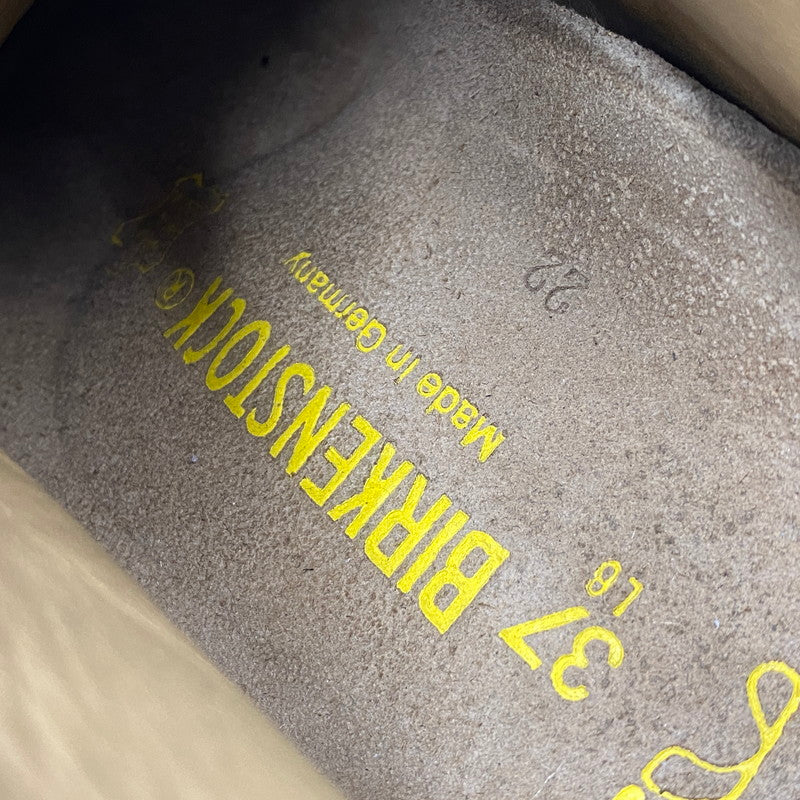 BIRKENSTOCK®
Made in Germany
37
L6
22